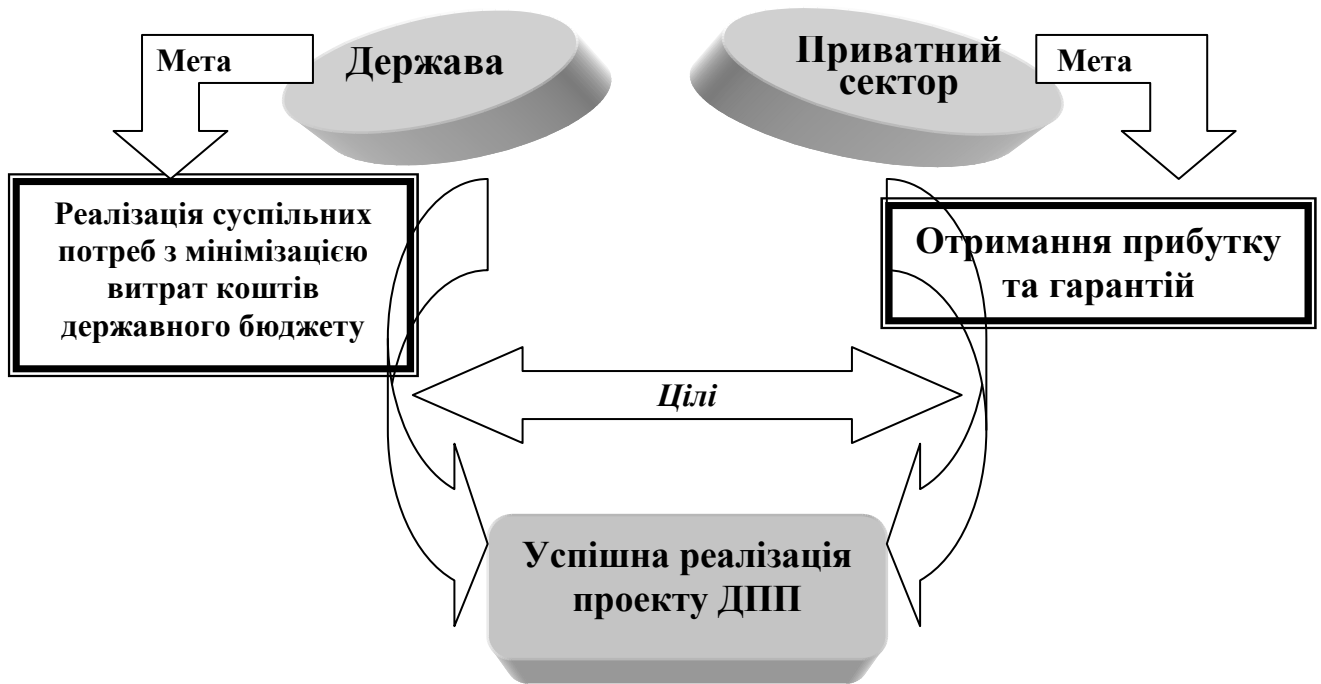 Мета
Держава
Приватний
сектор
Мета
Реалізація суспільних
потреб з мінімізацією
витрат коштів
державного бюджету
Отримання прибутку
та гарантій
Цілі
Успішна реалізація
проекту ДПП